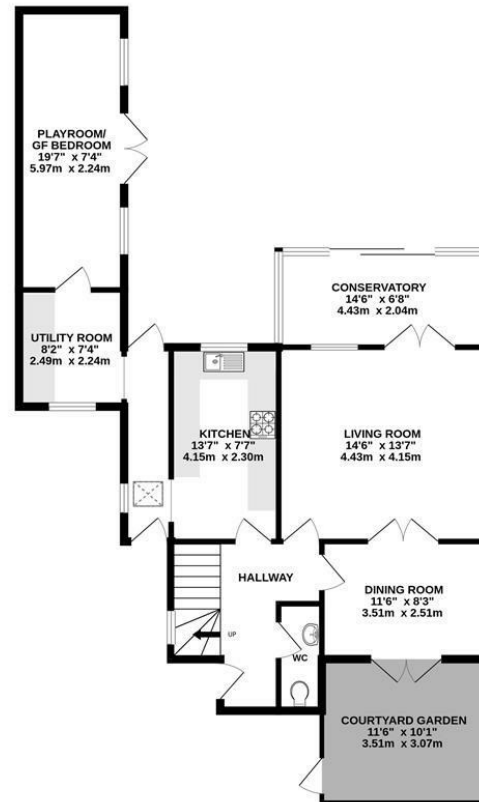 PLAYROOM/
GF BEDROOM
19'7" x 7'4"
5.97m x 2.24m
CONSERVATORY
14'6" x 6'8"
4.43m x 2.04m
UTILITY ROOM
8'2" x 7'4"
2.49m x 2.24m
KITCHEN
13'7" x 7'7"
4.15m x 2.30m
LIVING ROOM
14'6" x 13'7"
4.43m x 4.15m
HALLWAY
DINING ROOM
11'6" x 8'3"
3.51m x 2.51m
UP
WC
COURTYARD GARDEN
11'6" x 10'1"
3.51m x 3.07m